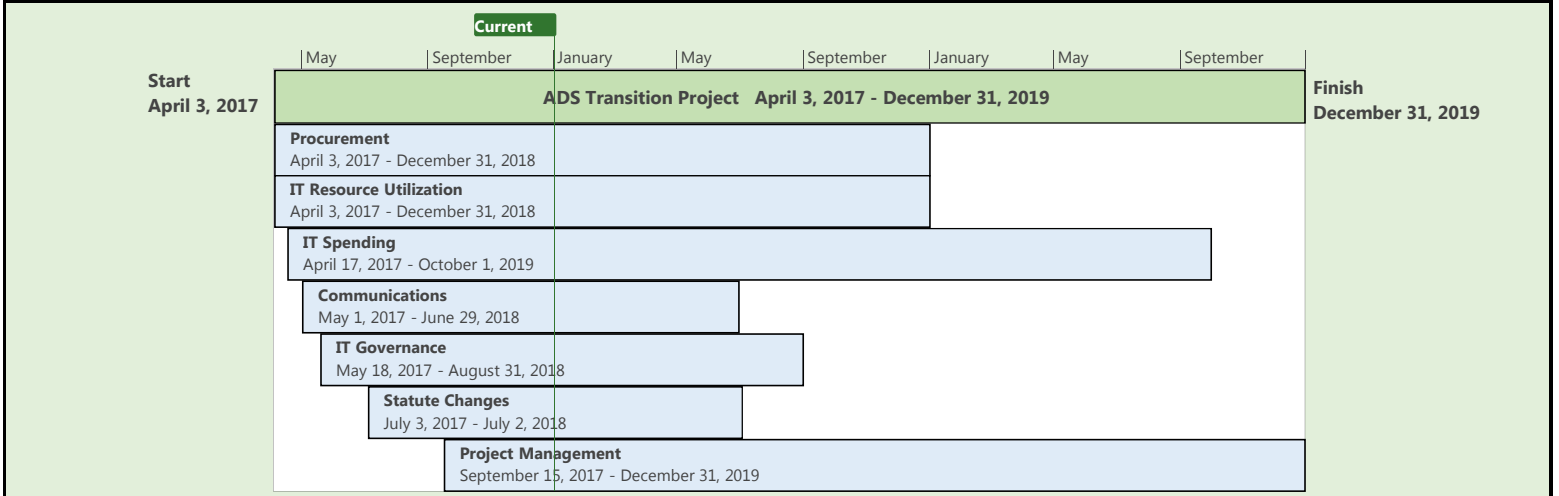 Current
May September January May September January May September
Start
April 3, 2017
ADS Transition Project April 3, 2017 - December 31, 2019
Finish
December 31, 2019
Procurement
April 3, 2017 - December 31, 2018
IT Resource Utilization
April 3, 2017 - December 31, 2018
IT Spending
April 17, 2017 - October 1, 2019
Communications
May 1, 2017 - June 29, 2018
IT Governance
May 18, 2017 - August 31, 2018
Statute Changes
July 3, 2017 - July 2, 2018
Project Management
September 15, 2017 - December 31, 2019